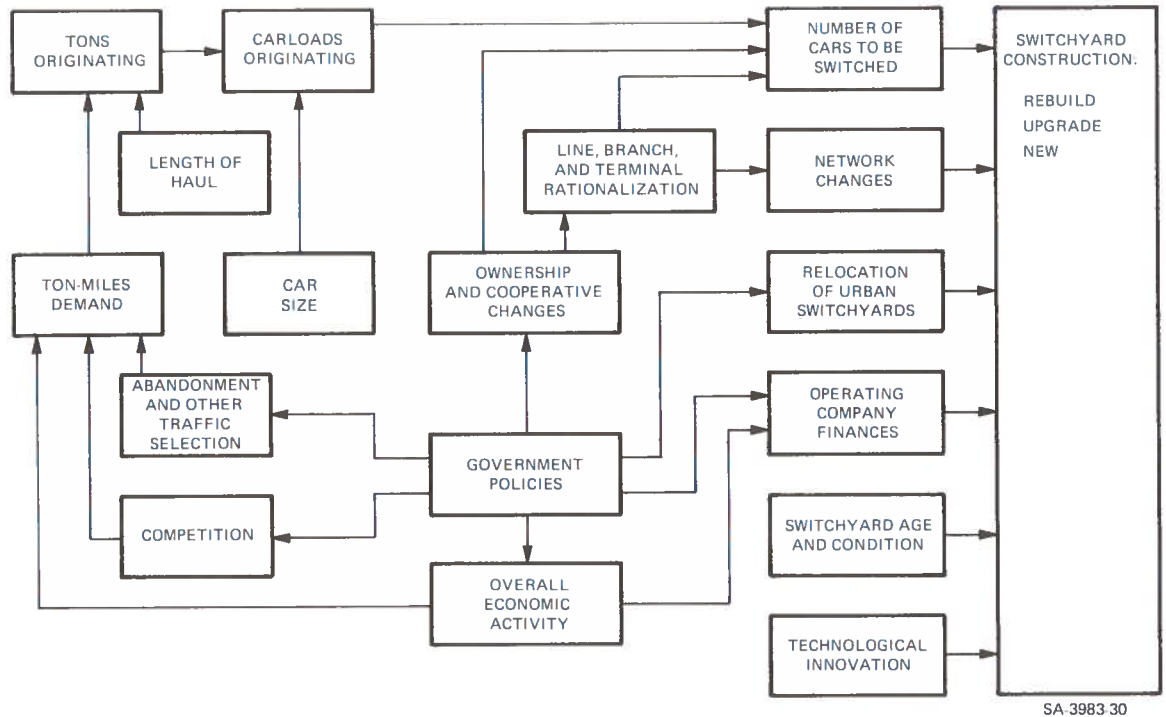 TONS
ORIGINATING
CARLOADS
ORIGINATING
NUMBER OF
CARS TO BE
SWITCHED
SWITCHYARD
CONSTRUCTION:
REBUILD
UPGRADE
NEW
LENGTH OF
HAUL
LINE, BRANCH,
AND TERMINAL
RATIONALIZATION
NETWORK
CHANGES
TON-MILES
DEMAND
CAR
SIZE
OWNERSHIP
AND COOPERATIVE
CHANGES
RELOCATION
OF URBAN
SWITCHYARDS
ABANDONMENT
AND OTHER
TRAFFIC
SELECTION
OPERATING
COMPANY
FINANCES
GOVERNMENT
POLICIES
COMPETITION
SWITCHYARD AGE
AND CONDITION
OVERALL
ECONOMIC
ACTIVITY
TECHNOLOGICAL
INNOVATION
SA-3983-30